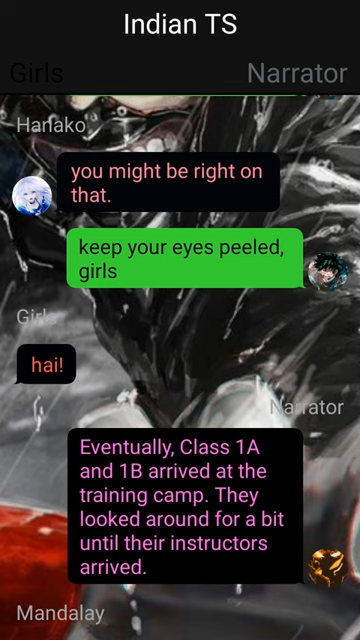 Indian TS
Girls
Narrator
Hanako
you might be right on
that.
keep your eyes peeled,
girls
Girls
hai!
Narrator
Eventually, Class 1A
and 1B arrived at the
training camp. They
looked around for a bit
until their instructors
arrived.
Mandalay